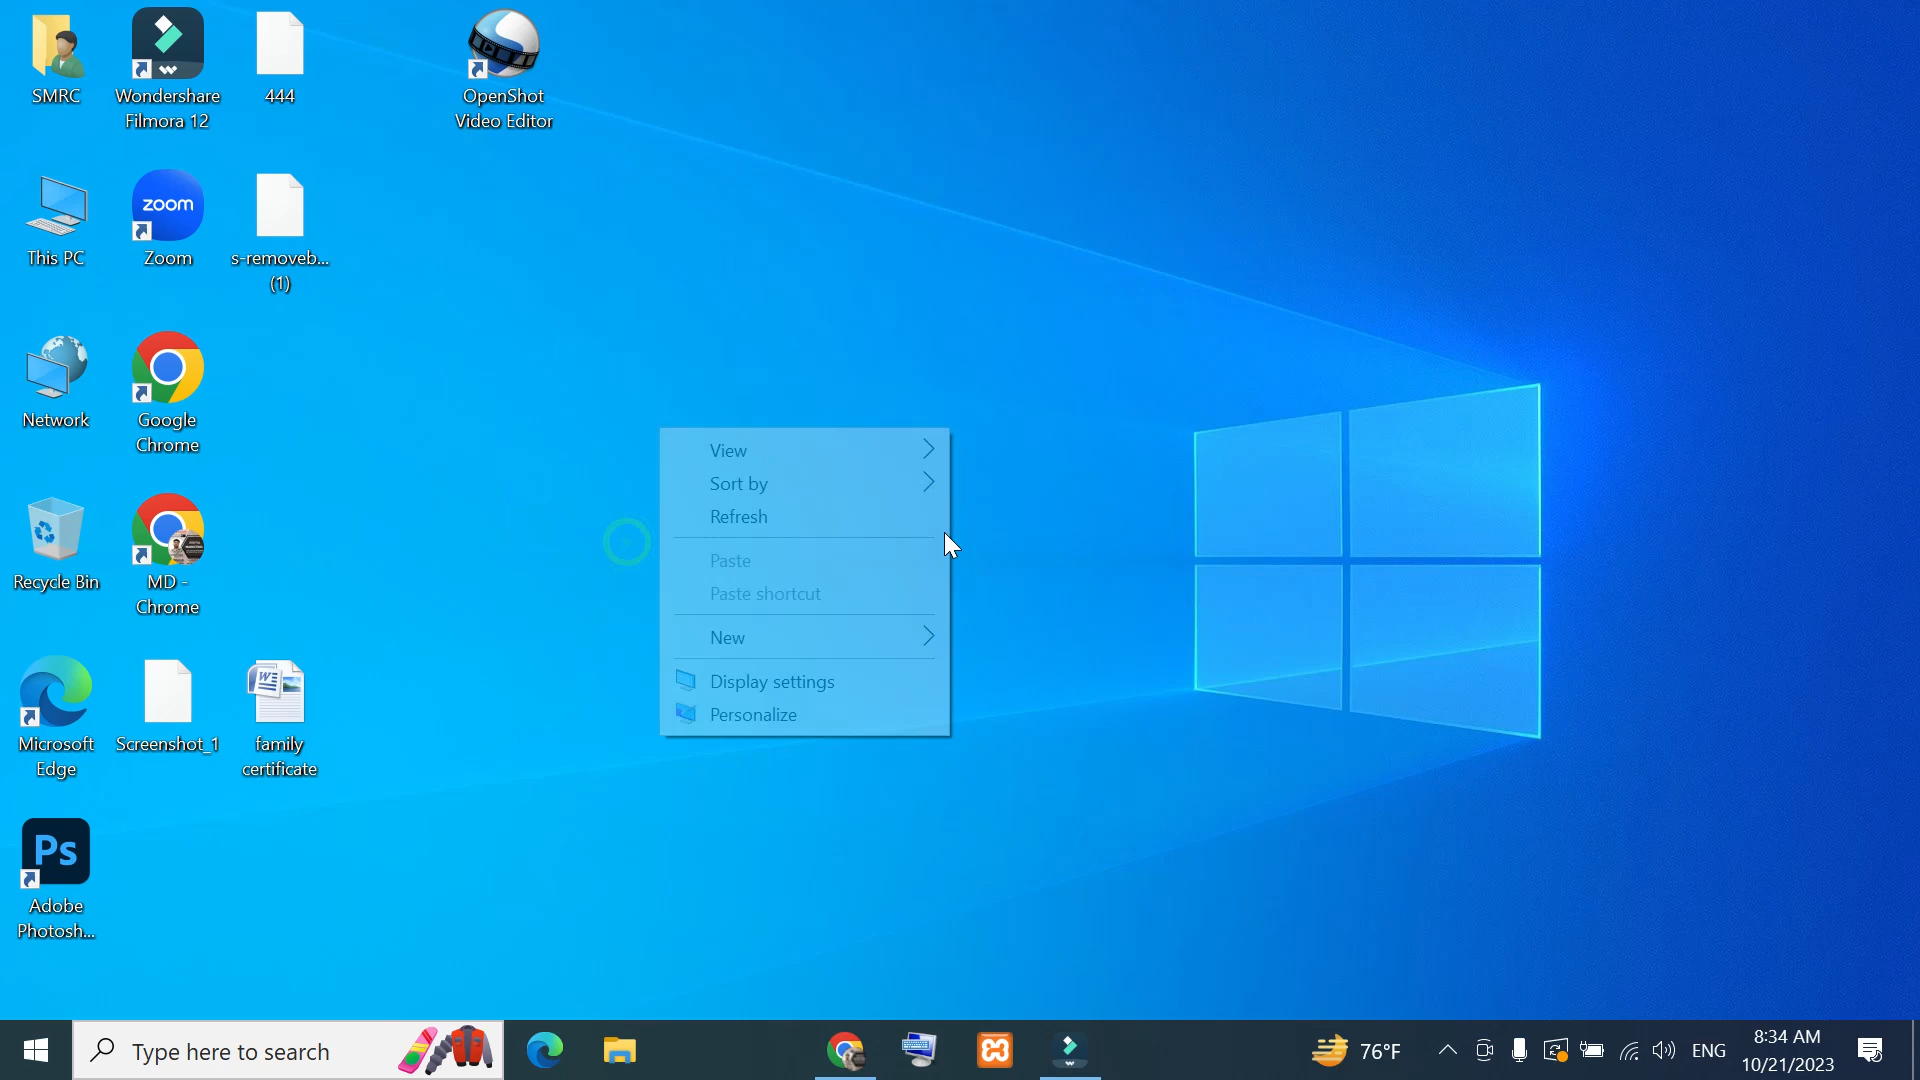 SMRC
Wondershare
Filmora 12
444
OpenShot
Video Editor
This PC
zoom
Zoom
s-removeb...
(1)
Network
Google
Chrome
Recycle Bin
MD -
Chrome
View
Sort by
Refresh
Paste
Paste shortcut
New
Display settings
Personalize
Microsoft
Edge
Screenshot_1
W
family
certificate
Ps
Adobe
Photosh...
Type here to search
76°F
ENG
8:34 AM
10/21/2023